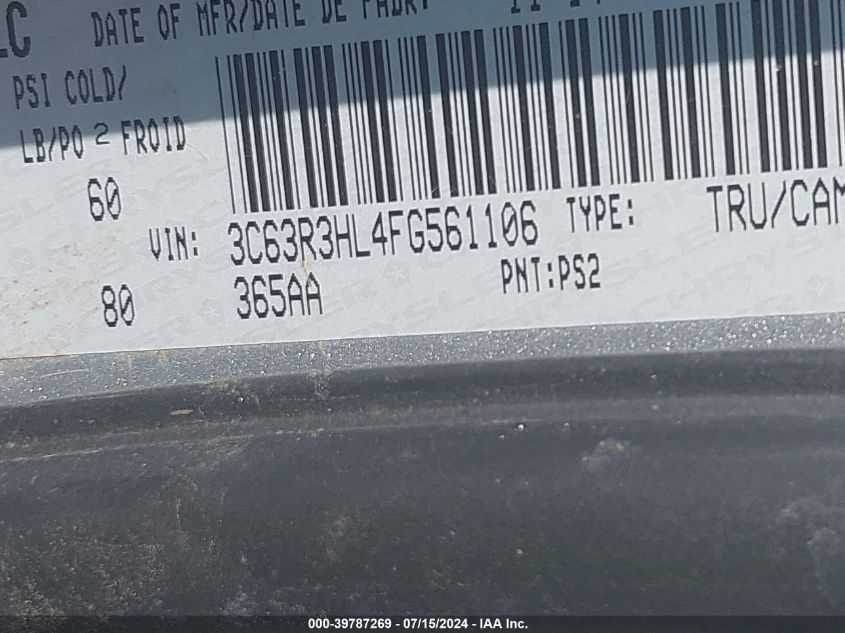 LC DATE OF MFR/DATE DE FABR:
PSI COLD/
LB/PO 2 FROID
60
VIN: 3C63R3HL4FG561106 TYPE: TRU/CAM
80 365AA PNT:PS2
000-39787269 - 07/15/2024 - IAA Inc.